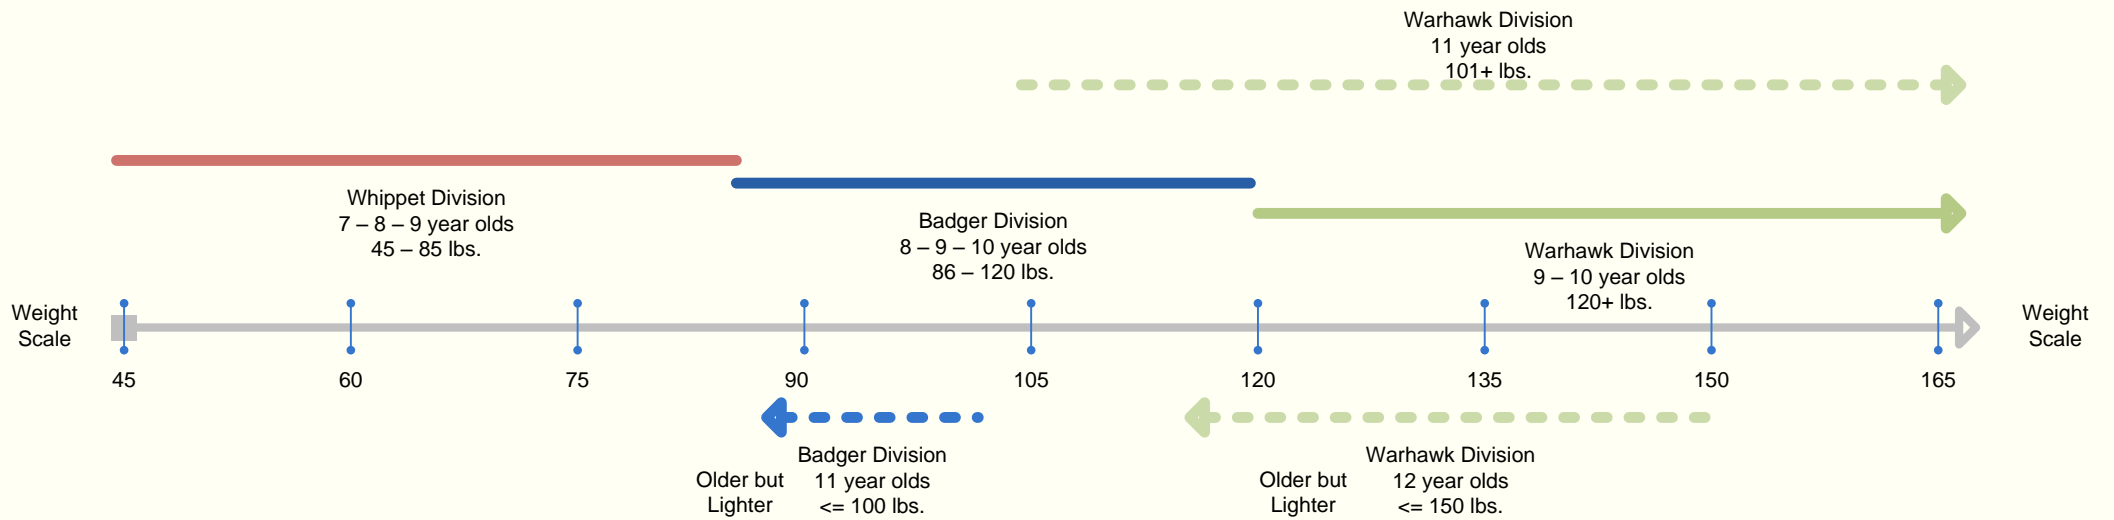 Warhawk Division
11 year olds
101+ lbs.
Whippet Division
7 – 8 – 9 year olds
45 – 85 lbs.
Badger Division
8 – 9 – 10 year olds
86 – 120 lbs.
Warhawk Division
9 – 10 year olds
120+ lbs.
Weight
Scale
Weight
Scale
45
60
75
90
105
120
135
150
165
Older but
Lighter
Badger Division
11 year olds
<= 100 lbs.
Older but
Lighter
Warhawk Division
12 year olds
<= 150 lbs.